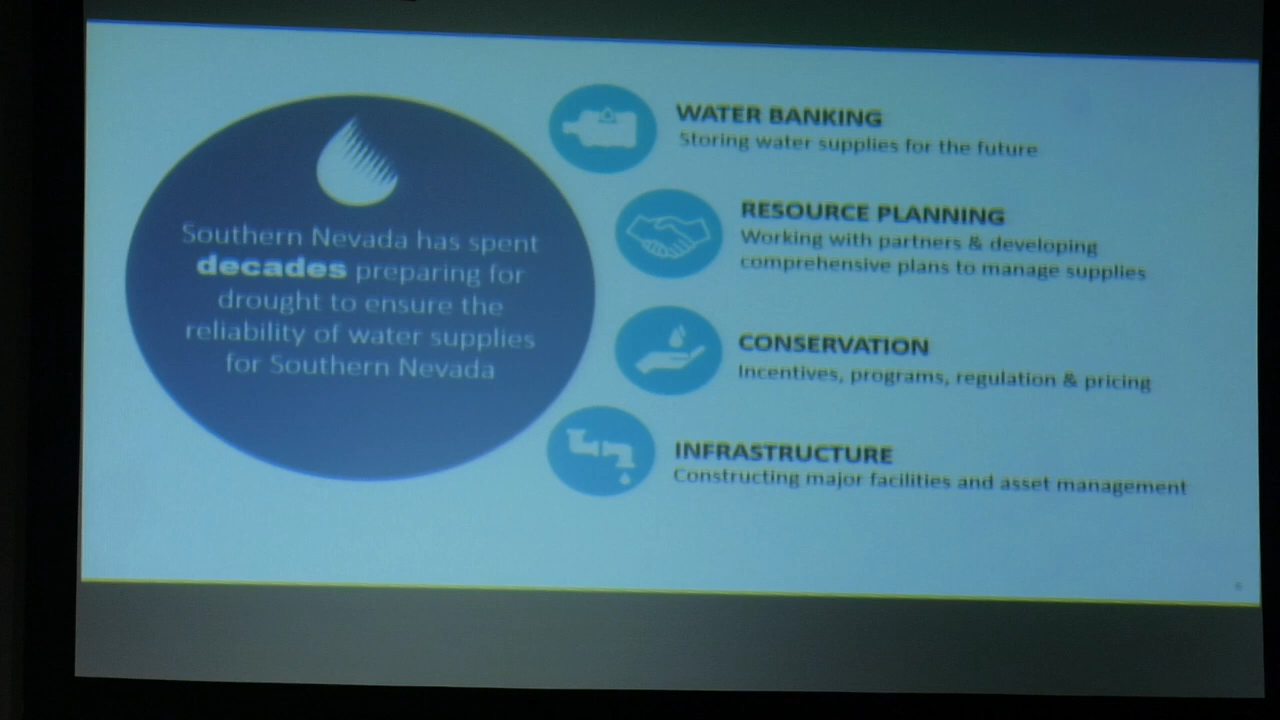 Southern Nevada has spent
decades preparing for
drought to ensure the
reliability of water supplies
for Southern Nevada
WATER BANKING
Storing water supplies for the future
RESOURCE PLANNING
Working with partners & developing
comprehensive plans to manage supplies
CONSERVATION
Incentives, programs, regulation & pricing
INFRASTRUCTURE
Constructing major facilities and asset management